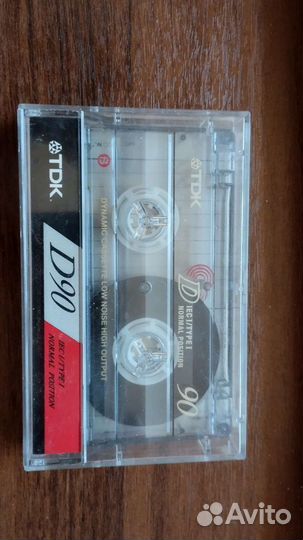 TDK
D90
IEC I/TYPE I
NORMAL POSITION
TDK
D
IEC I/TYPE I
NORMAL POSITION
90
DYNAMIC CASSETTE LOW NOISE HIGH OUTPUT
Avito